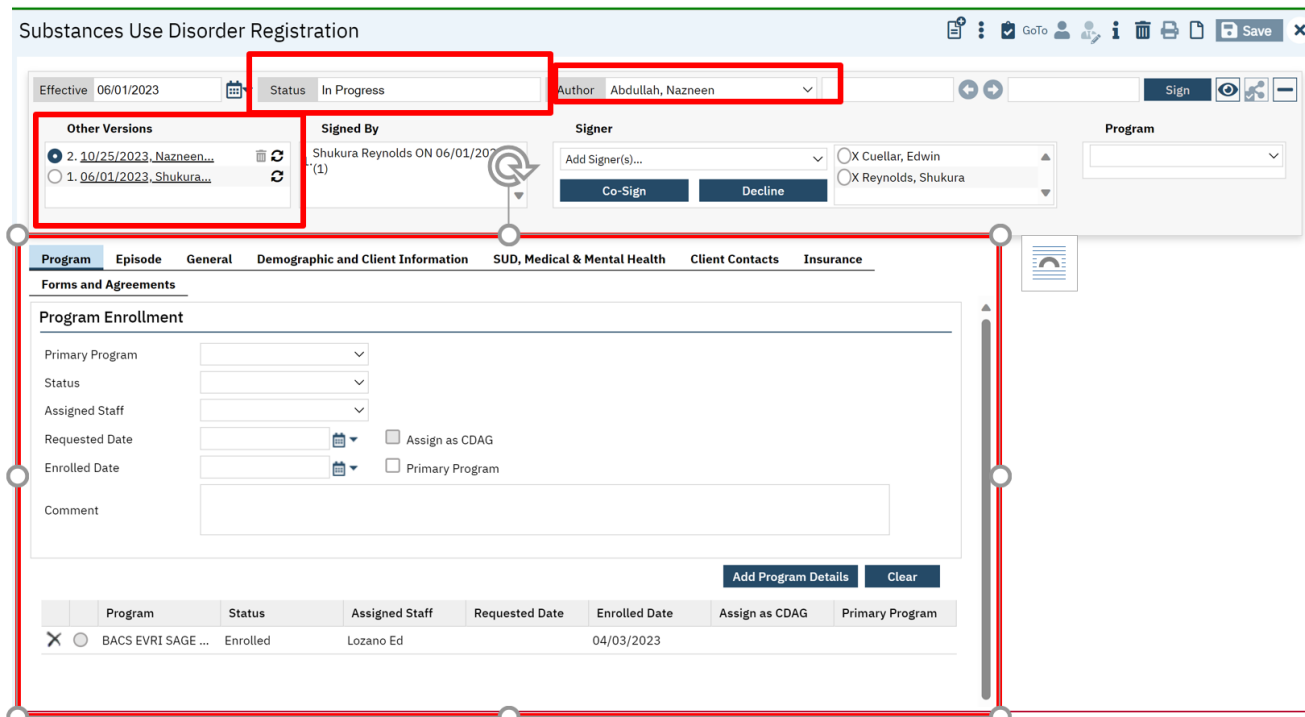 Substances Use Disorder Registration
GoTo
Save
Effective 06/01/2023 Status In Progress Author Abdullah, Nazneen Sign
Other Versions Signed By Signer Program
2. 10/25/2023, Nazneen...
1. 06/01/2023, Shukura...
Shukura Reynolds ON 06/01/202
(1)
Add Signer(s)...
Co-Sign Decline
X Cuellar, Edwin
X Reynolds, Shukura
Program Episode General Demographic and Client Information SUD, Medical & Mental Health Client Contacts Insurance
Forms and Agreements
Program Enrollment
Primary Program
Status
Assigned Staff
Requested Date Assign as CDAG
Enrolled Date Primary Program
Comment
Add Program Details Clear
Program Status Assigned Staff Requested Date Enrolled Date Assign as CDAG Primary Program
BACS EVRI SAGE ... Enrolled Lozano Ed 04/03/2023